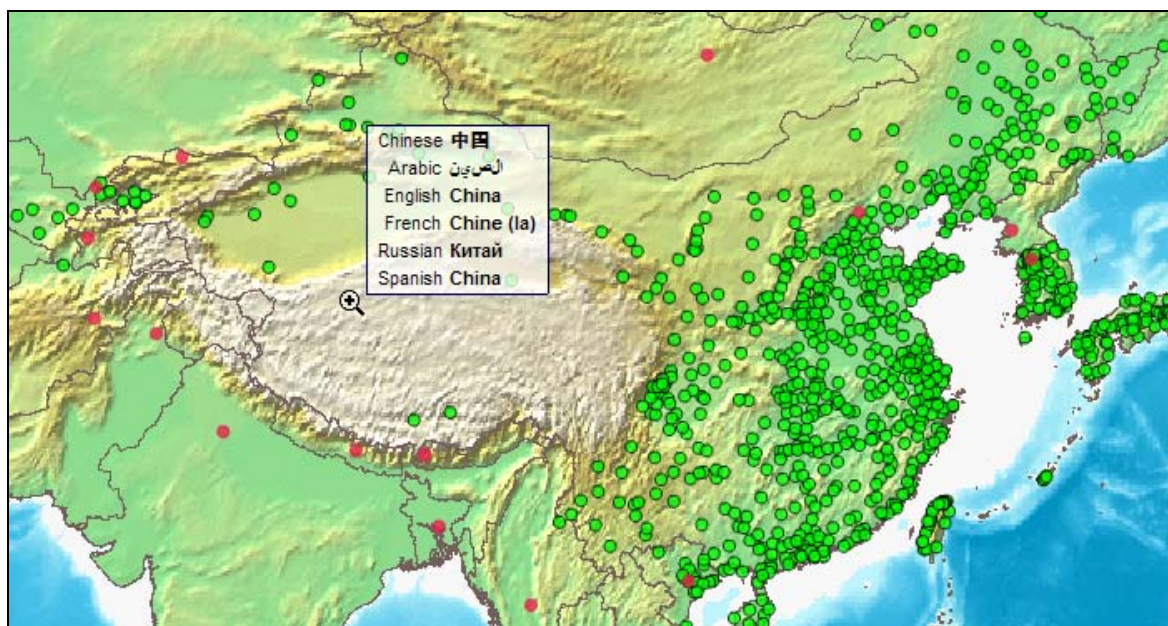 Chinese 中国
Arabic الصين
English China
French Chine (la)
Russian Китай
Spanish China